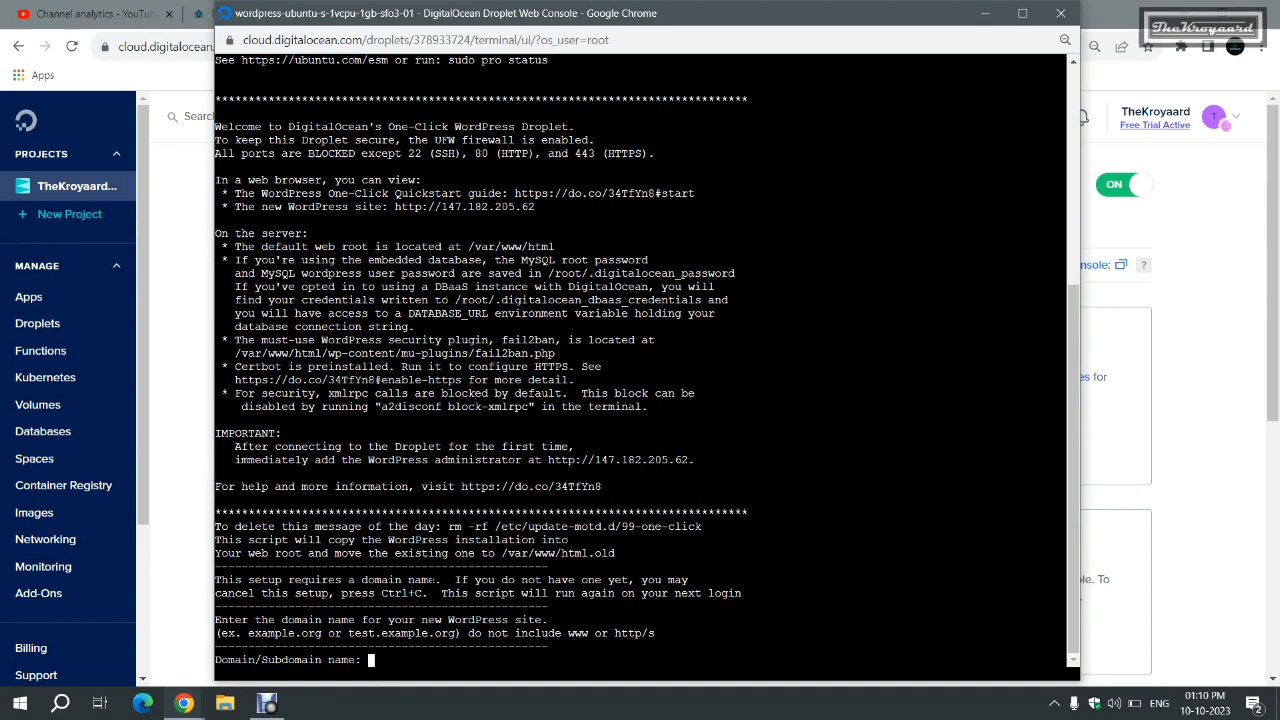 Channel analytics - YouTube
wordpress-ubuntu-s-1vcpu-1gb-sfo3-01 - DigitalOcean Droplet Web Console - Google Chrome
TheKroyaard
cloud.digitalocean.
cloud.digitalocean.com/droplets/378933724/terminal/ui/?os_user=root
Apps
See https://ubuntu.com/esm or run: sudo pro status
********************************************************************************
Welcome to DigitalOcean's One-Click WordPress Droplet.
To keep this Droplet secure, the UFW firewall is enabled.
All ports are BLOCKED except 22 (SSH), 80 (HTTP), and 443 (HTTPS).
In a web browser, you can view:
* The WordPress One-Click Quickstart guide: https://do.co/34TfYn8#start
* The new WordPress site: http://147.182.205.62
On the server:
* The default web root is located at /var/www/html
* If you're using the embedded database, the MySQL root password
and MySQL wordpress user password are saved in /root/.digitalocean_password
If you've opted in to using a DBaaS instance with DigitalOcean, you will
find your credentials written to /root/.digitalocean_dbaas_credentials and
you will have access to a DATABASE_URL environment variable holding your
database connection string.
* The must-use WordPress security plugin, fail2ban, is located at
/var/www/html/wp-content/mu-plugins/fail2ban.php
* Certbot is preinstalled. Run it to configure HTTPS. See
https://do.co/34TfYn8#enable-https for more detail.
* For security, xmlrpc calls are blocked by default.  This block can be
disabled by running "a2disconf block-xmlrpc" in the terminal.
IMPORTANT:
After connecting to the Droplet for the first time,
immediately add the WordPress administrator at http://147.182.205.62.
For help and more information, visit https://do.co/34TfYn8
********************************************************************************
To delete this message of the day: rm -rf /etc/update-motd.d/99-one-click
This script will copy the WordPress installation into
Your web root and move the existing one to /var/www/html.old
--------------------------------------------------
This setup requires a domain name.  If you do not have one yet, you may
cancel this setup, press Ctrl+C.  This script will run again on your next login
--------------------------------------------------
Enter the domain name for your new WordPress site.
(ex. example.org or test.example.org) do not include www or http/s
--------------------------------------------------
Domain/Subdomain name:
PROJECTS
TheKroyaard...
+ New Project
MANAGE
Apps
Droplets
Functions
Kubernetes
Volumes
Databases
Spaces
Container Registry
Images
Networking
Monitoring
Add-Ons
Billing
Support
Searc
TheKroyaard
Free Trial Active
T
ON
nsole:
?
es for
ple. To
ENG
01:10 PM
10-10-2023
2